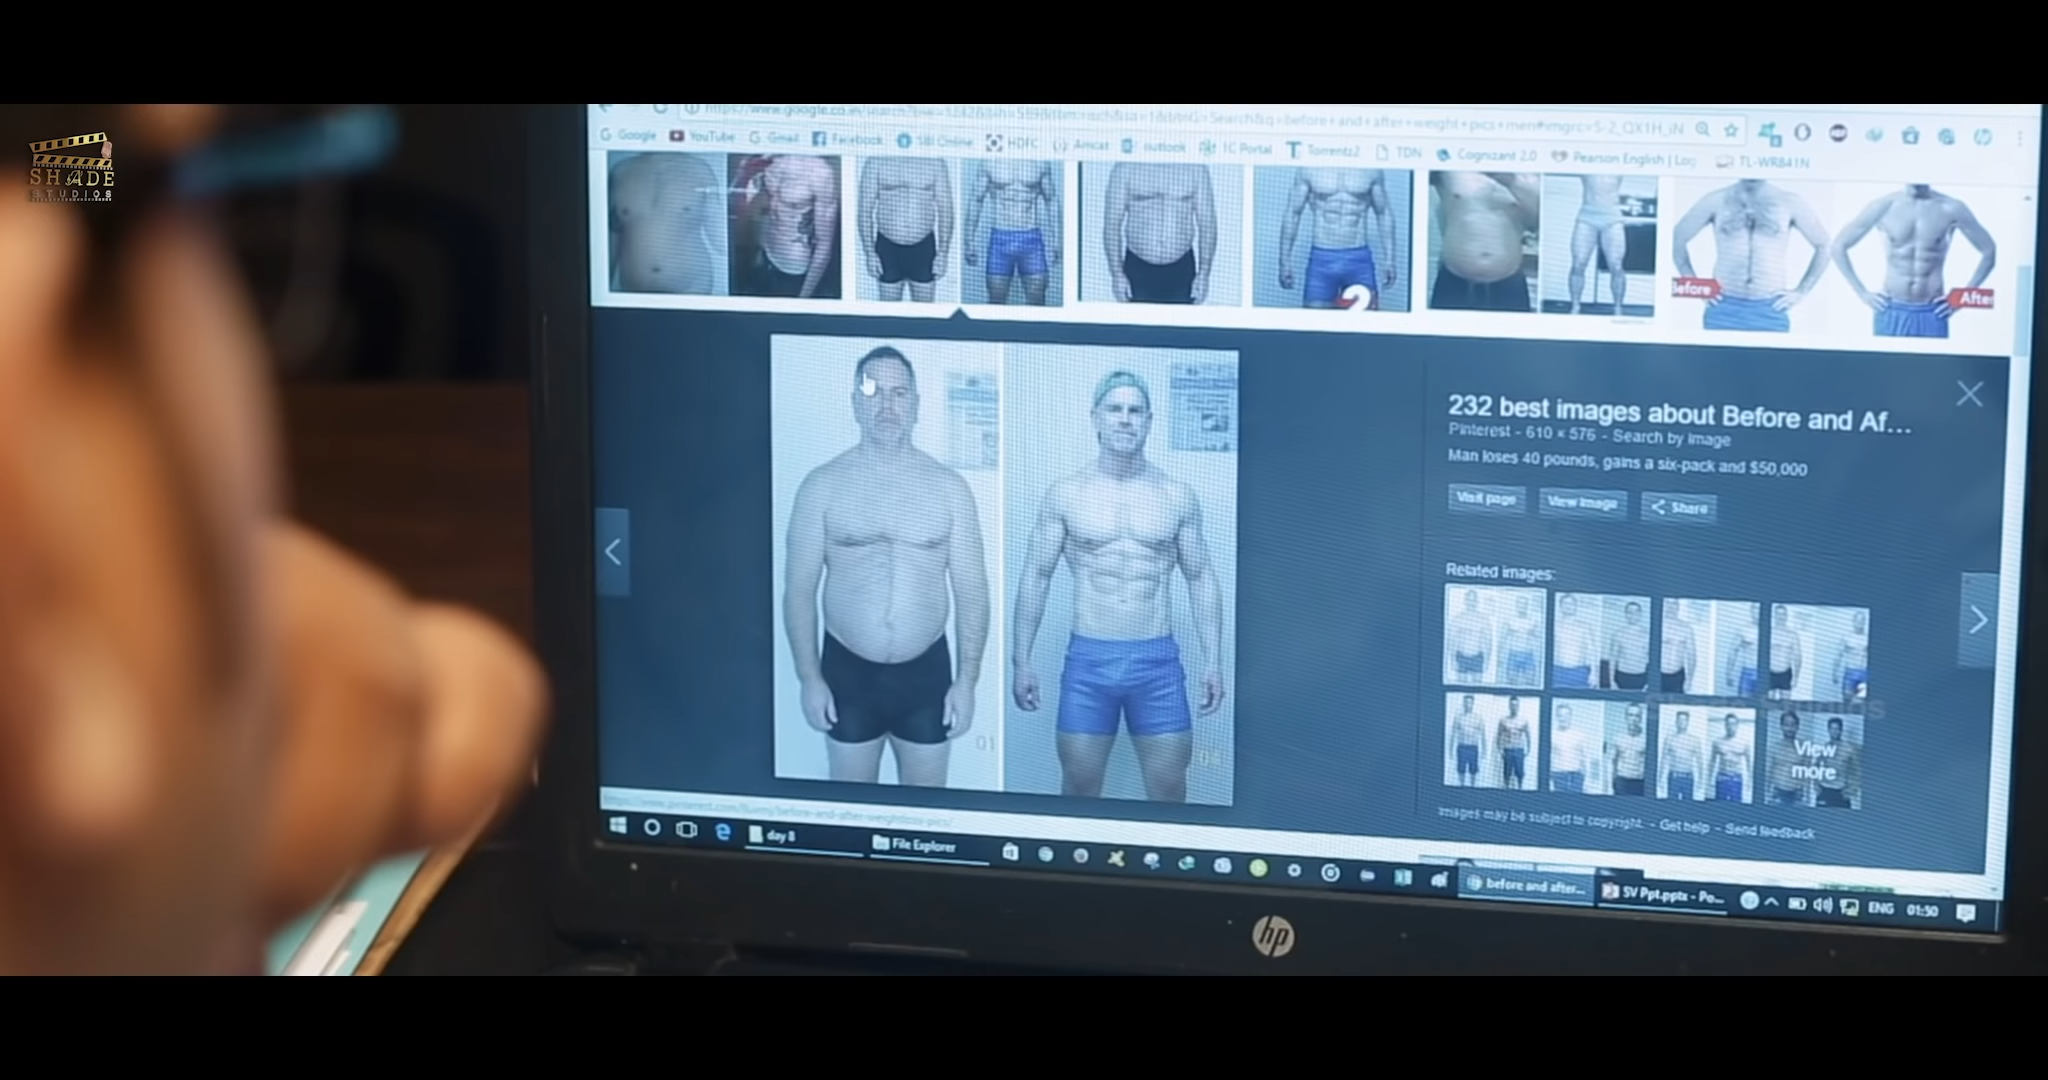 SHADE
STUDIOS
Google YouTube Gmail Facebook SBI Online HDFC Amcat outlook 1C Portal Torrentz2 TDN Cognizant 2.0 Pearson English | Log TL-WR841N
Before
After
2
232 best images about Before and Af...
Pinterest - 610 × 576 - Search by image
Man loses 40 pounds, gains a six-pack and $50,000
Visit page View image Share
Related images:
01
View
more
Images may be subject to copyright. - Get help - Send feedback
day 8 File Explorer before and after... SV Ppt.pptx - Po... ENG 01:50
hp